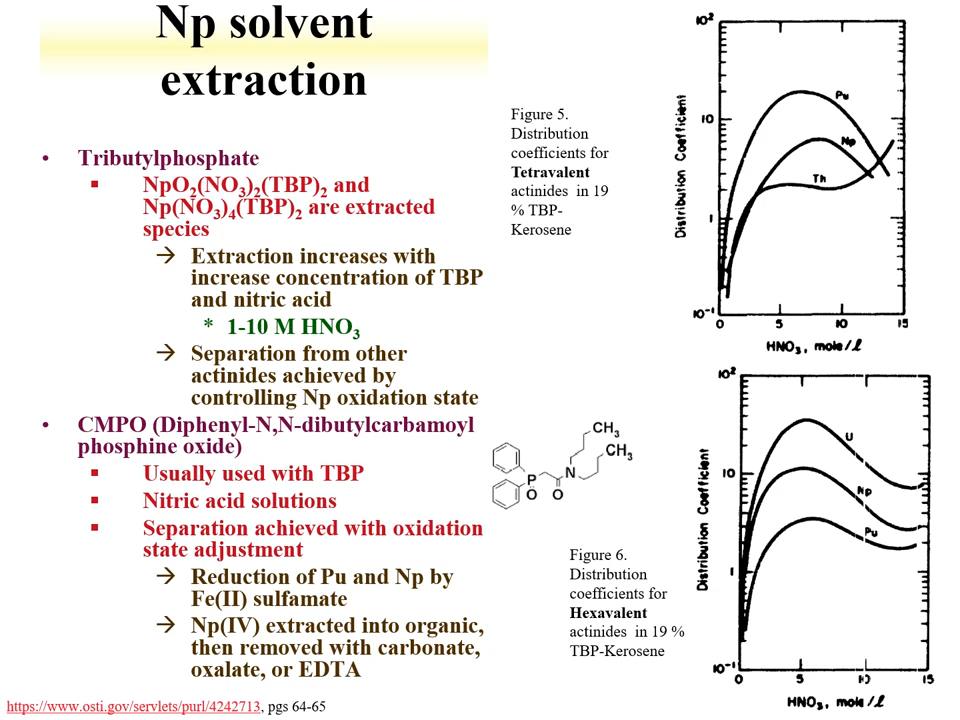 Np solvent
extraction
• Tributylphosphate
▪ NpO2(NO3)2(TBP)2 and
Np(NO3)4(TBP)2 are extracted
species
→ Extraction increases with
increase concentration of TBP
and nitric acid
* 1-10 M HNO3
→ Separation from other
actinides achieved by
controlling Np oxidation state
• CMPO (Diphenyl-N,N-dibutylcarbamoyl
phosphine oxide)
▪ Usually used with TBP
▪ Nitric acid solutions
▪ Separation achieved with oxidation
state adjustment
→ Reduction of Pu and Np by
Fe(II) sulfamate
→ Np(IV) extracted into organic,
then removed with carbonate,
oxalate, or EDTA
https://www.osti.gov/servlets/purl/4242713, pgs 64-65
Figure 5.
Distribution
coefficients for
Tetravalent
actinides in 19
% TBP-
Kerosene
Distribution Coefficient
10²
10
1
10⁻¹
Pu
Np
Th
0 5 10 15
HNO3, mole/l
CH3
CH3
P
N
O
O
Figure 6.
Distribution
coefficients for
Hexavalent
actinides in 19 %
TBP-Kerosene
Distribution Coefficient
10²
10
1
10⁻¹
U
Np
Pu
0 5 10 15
HNO3, mole/l